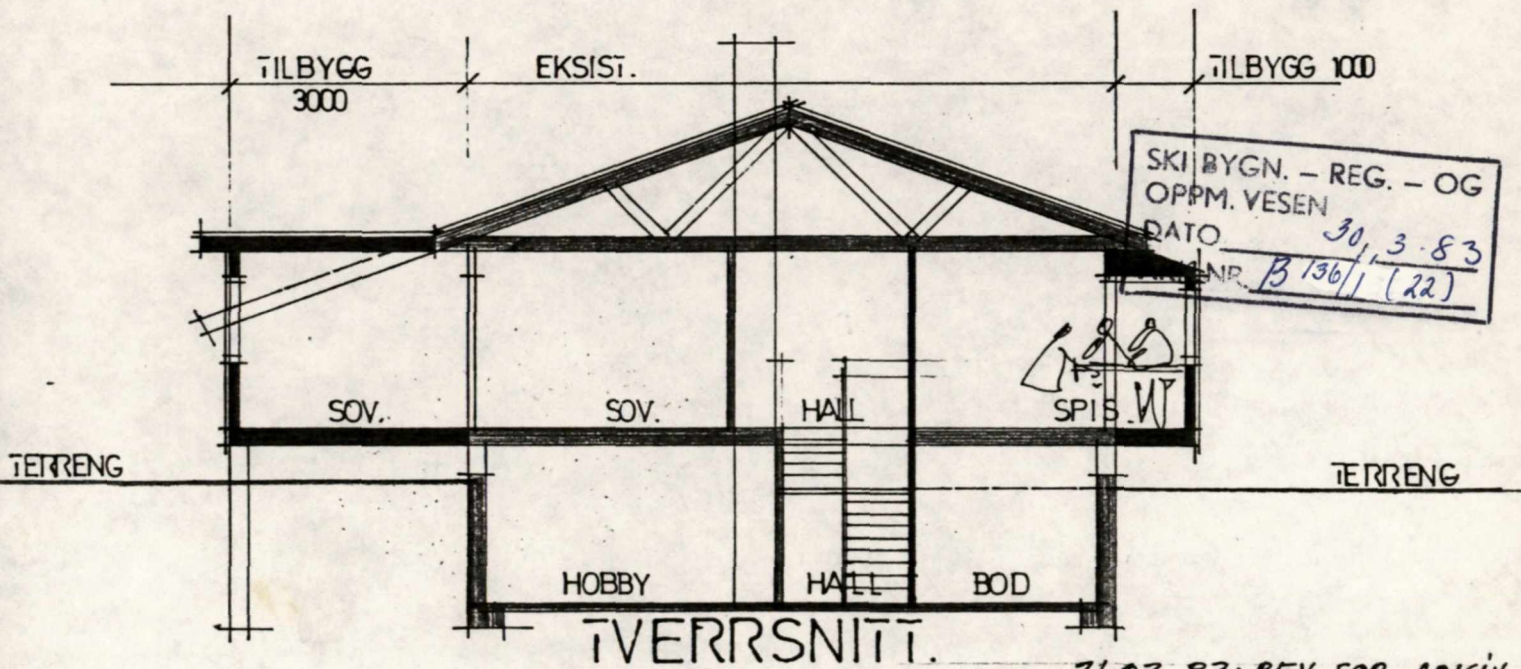 TILBYGG
3000
EKSIST.
TILBYGG 1000
SKI BYGN. – REG. – OG
OPPM. VESEN
DATO 30,3-83
NR. B 136/1 (22)
SOV.
SOV.
HALL
SPIS.
TERRENG
TERRENG
HOBBY
HALL
BOD
TVERRSNITT.